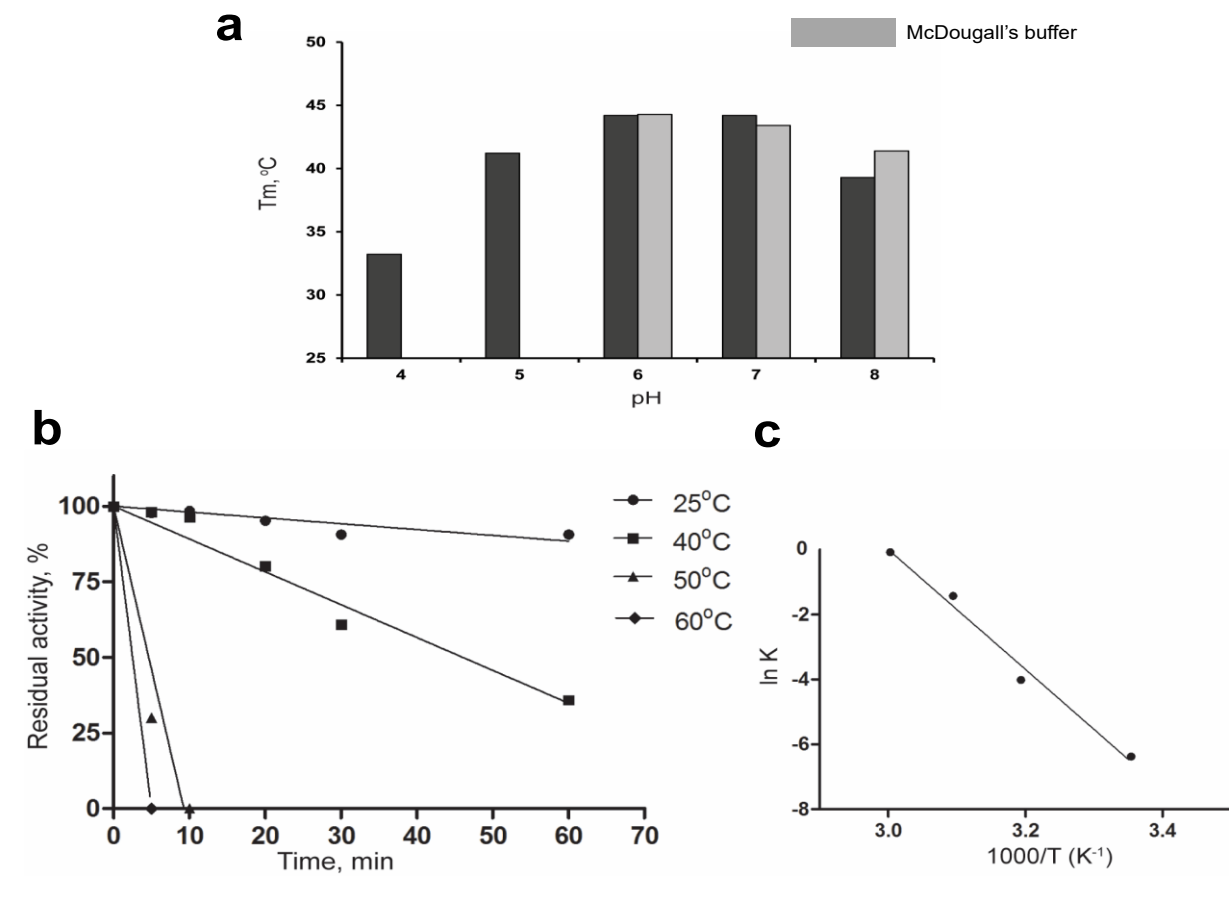 a
McDougall's buffer
50
45
40
35
30
25
Tm, ºC
4 5 6 7 8
pH
b
100
75
50
25
0
Residual activity, %
0 10 20 30 40 50 60 70
Time, min
25°C
40°C
50°C
60°C
c
0
-2
-4
-6
-8
ln K
3.0 3.2 3.4
1000/T (K⁻¹)